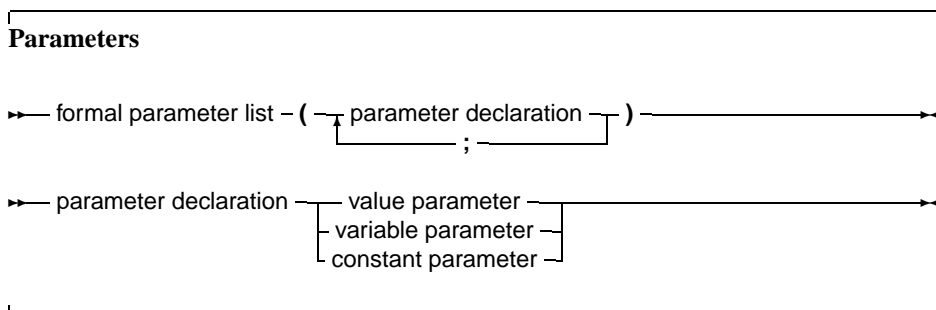 Parameters
formal parameter list ( parameter declaration )
;
parameter declaration value parameter
variable parameter
constant parameter